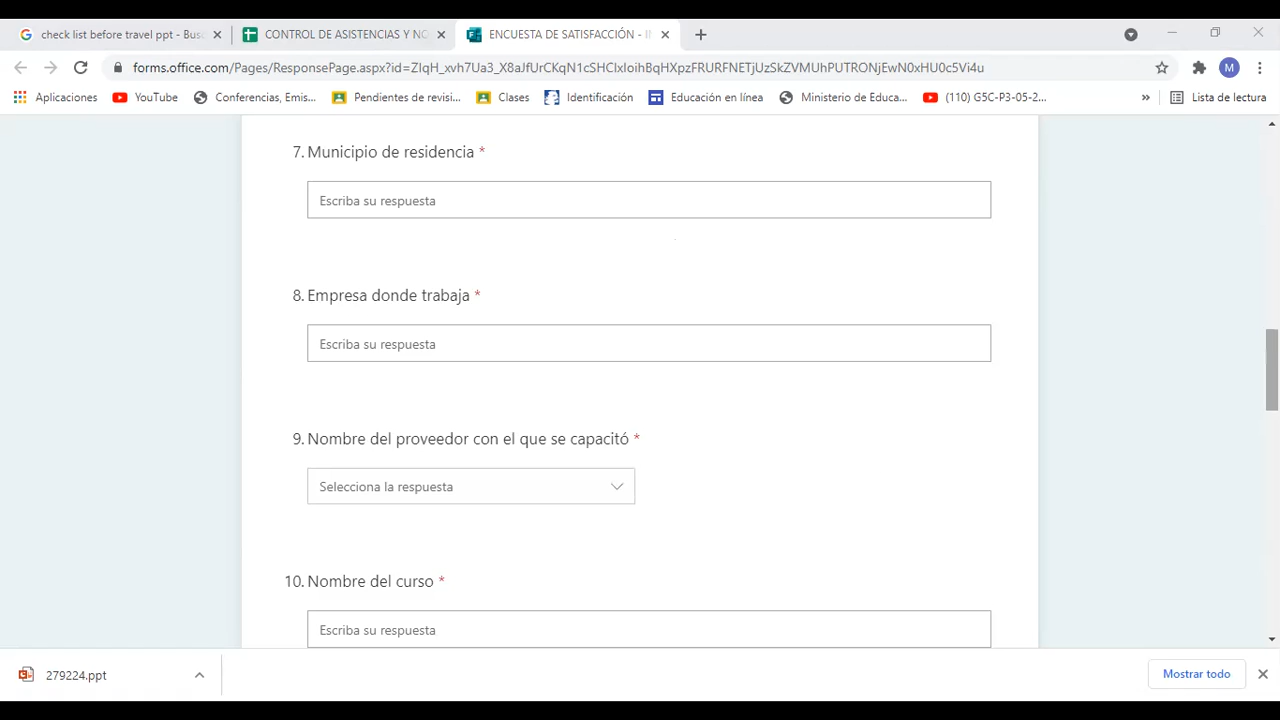 check list before travel ppt - Bus
CONTROL DE ASISTENCIAS Y NO
ENCUESTA DE SATISFACCIÓN - I
forms.office.com/Pages/ResponsePage.aspx?id=ZIqH_xvh7Ua3_X8aJfUrCKqN1cSHCIxIoihBqHXpzFRURFNETjUzSkZVMUhPUTRONjEwN0xHU0c5Vi4u
M
Aplicaciones
YouTube
Conferencias, Emis...
Pendientes de revisi...
Clases
Identificación
Educación en línea
Ministerio de Educa...
(110) G5C-P3-05-2...
»
Lista de lectura
7. Municipio de residencia *
Escriba su respuesta
8. Empresa donde trabaja *
Escriba su respuesta
9. Nombre del proveedor con el que se capacitó *
Selecciona la respuesta
10. Nombre del curso *
Escriba su respuesta
279224.ppt
Mostrar todo